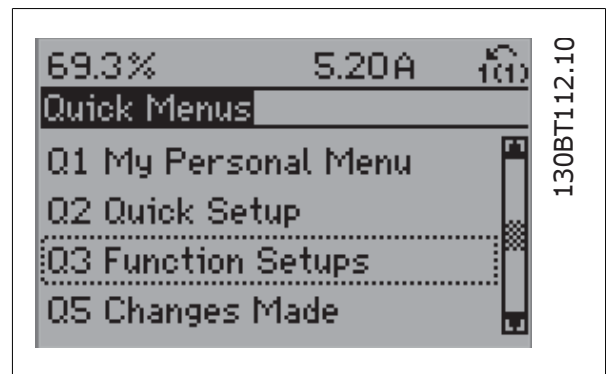 69.3% 5.20A 1(1)
Quick Menus
Q1 My Personal Menu
Q2 Quick Setup
Q3 Function Setups
Q5 Changes Made
130BT112.10